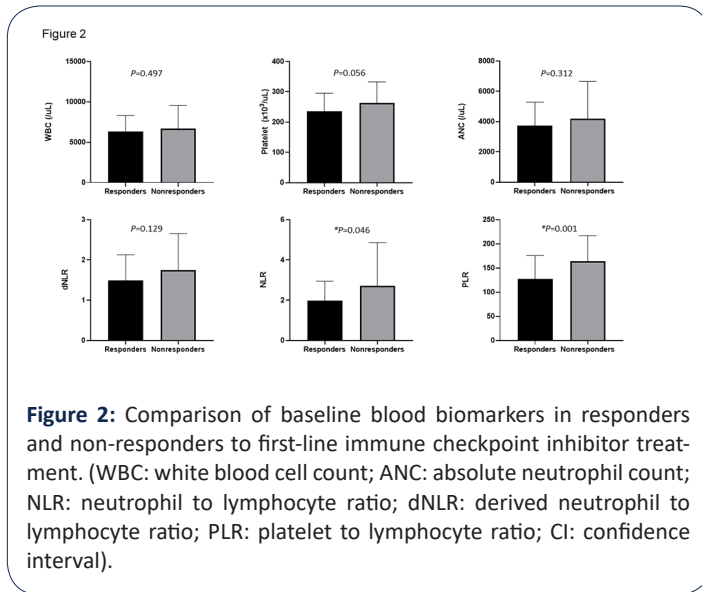 Figure 2
15000
10000
5000
0
WBC (/uL)
P=0.497
Responders Nonresponders
400
300
200
100
0
Platelet (x10³/uL)
P=0.056
Responders Nonresponders
8000
6000
4000
2000
0
ANC (/uL)
P=0.312
Responders Nonresponders
3
2
1
0
dNLR
P=0.129
Responders Nonresponders
6
4
2
0
NLR
*P=0.046
Responders Nonresponders
200
150
100
50
0
PLR
*P=0.001
Responders Nonresponders
Figure 2: Comparison of baseline blood biomarkers in responders
and non-responders to first-line immune checkpoint inhibitor treat-
ment. (WBC: white blood cell count; ANC: absolute neutrophil count;
NLR: neutrophil to lymphocyte ratio; dNLR: derived neutrophil to
lymphocyte ratio; PLR: platelet to lymphocyte ratio; CI: confidence
interval).